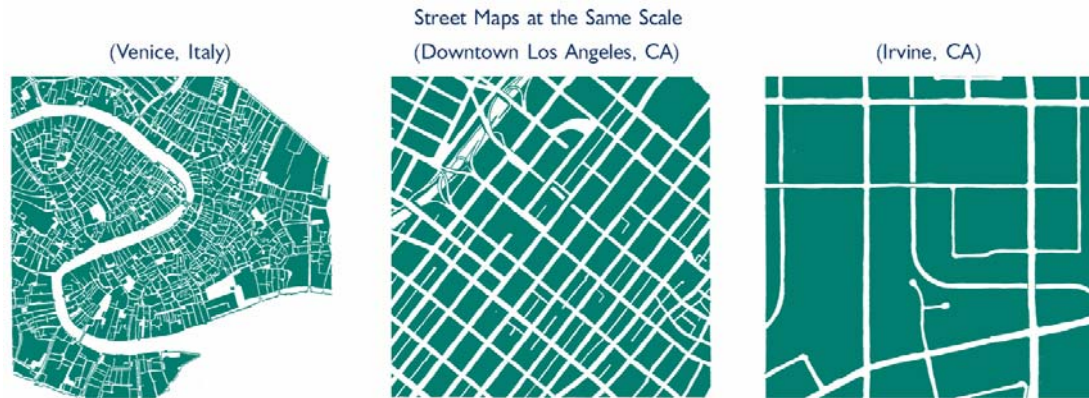 Street Maps at the Same Scale
(Venice, Italy)
(Downtown Los Angeles, CA)
(Irvine, CA)